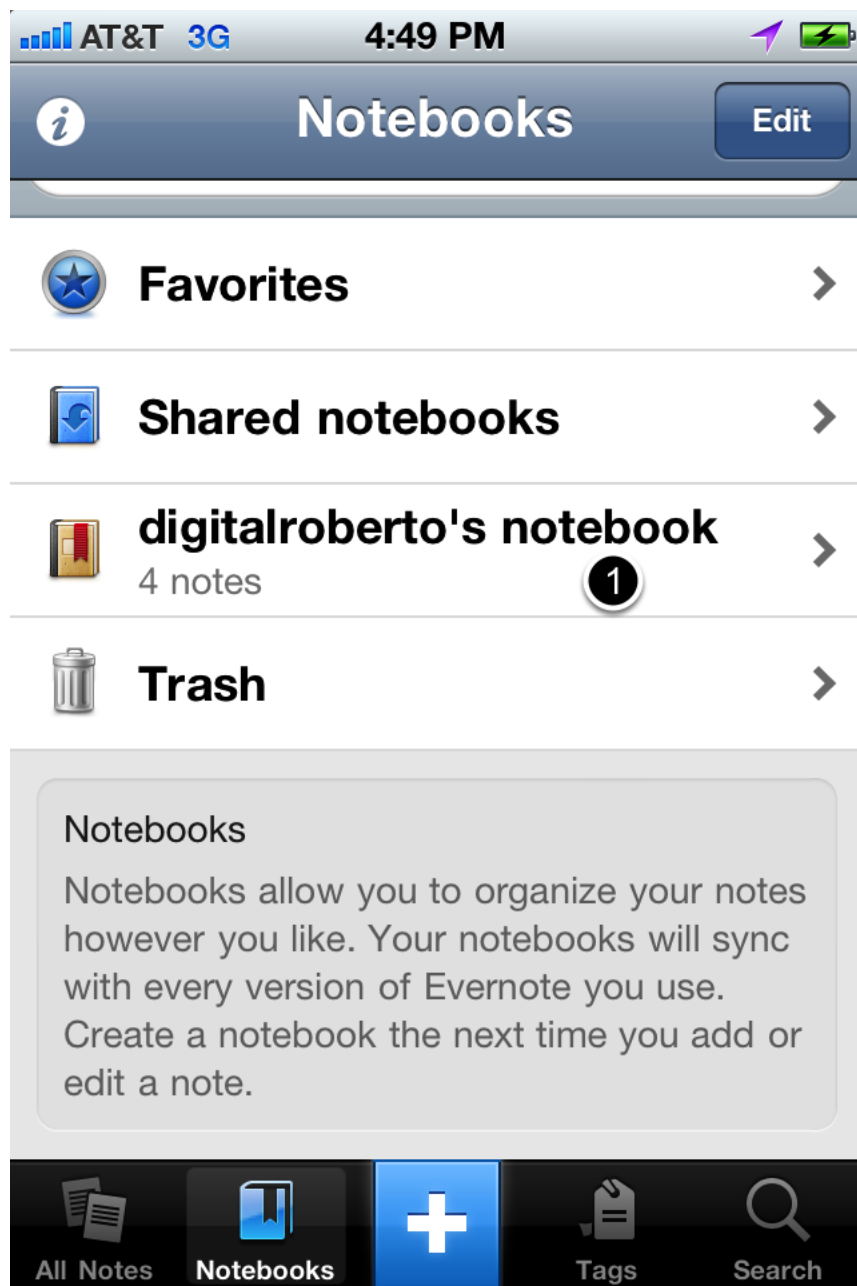 AT&T 3G 4:49 PM
i Notebooks Edit
Favorites
Shared notebooks
digitalroberto's notebook
4 notes
1
Trash
Notebooks
Notebooks allow you to organize your notes
however you like. Your notebooks will sync
with every version of Evernote you use.
Create a notebook the next time you add or
edit a note.
All Notes Notebooks + Tags Search